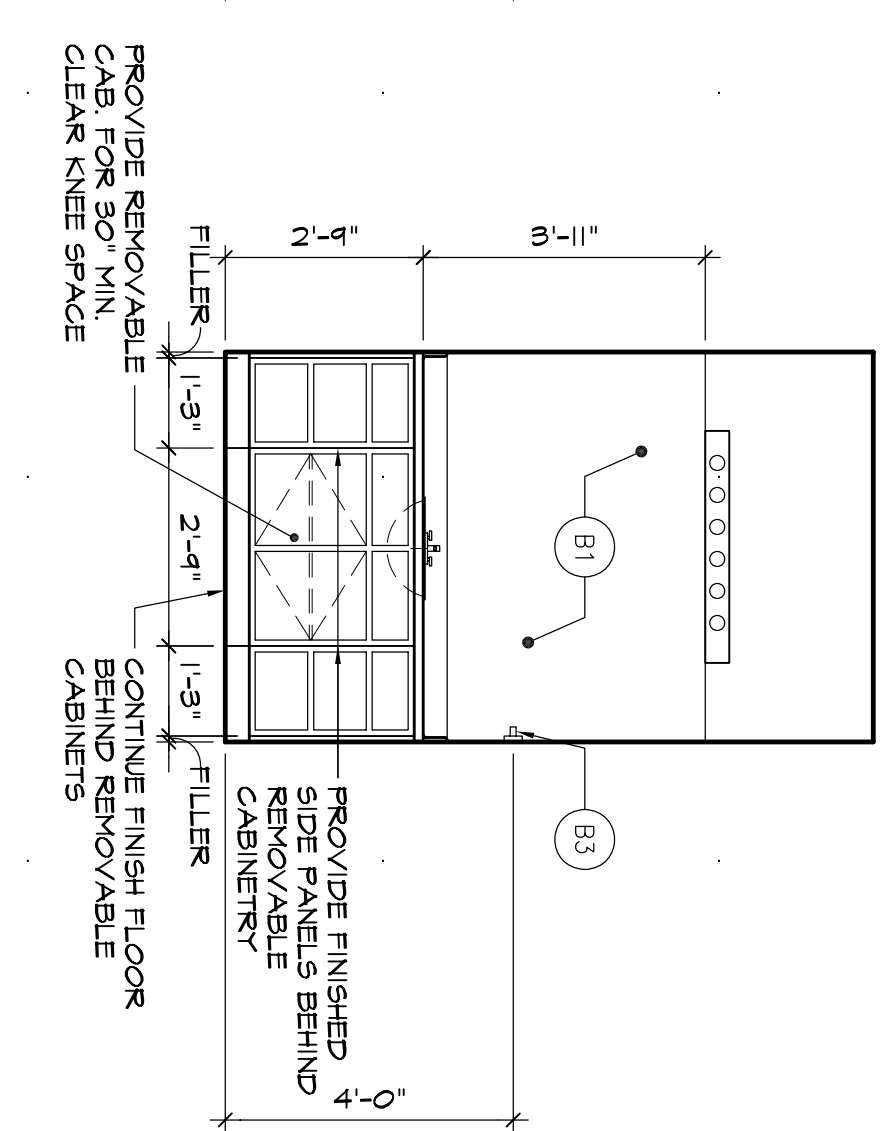 PROVIDE REMOVABLE
CAB. FOR 30" MIN.
CLEAR KNEE SPACE
FILLER
2'-9"
3'-11"
1'-3"
2'-9"
1'-3"
FILLER
B1
B3
CONTINUE FINISH FLOOR
BEHIND REMOVABLE
CABINETS
PROVIDE FINISHED
SIDE PANELS BEHIND
REMOVABLE
CABINETRY
4'-0"